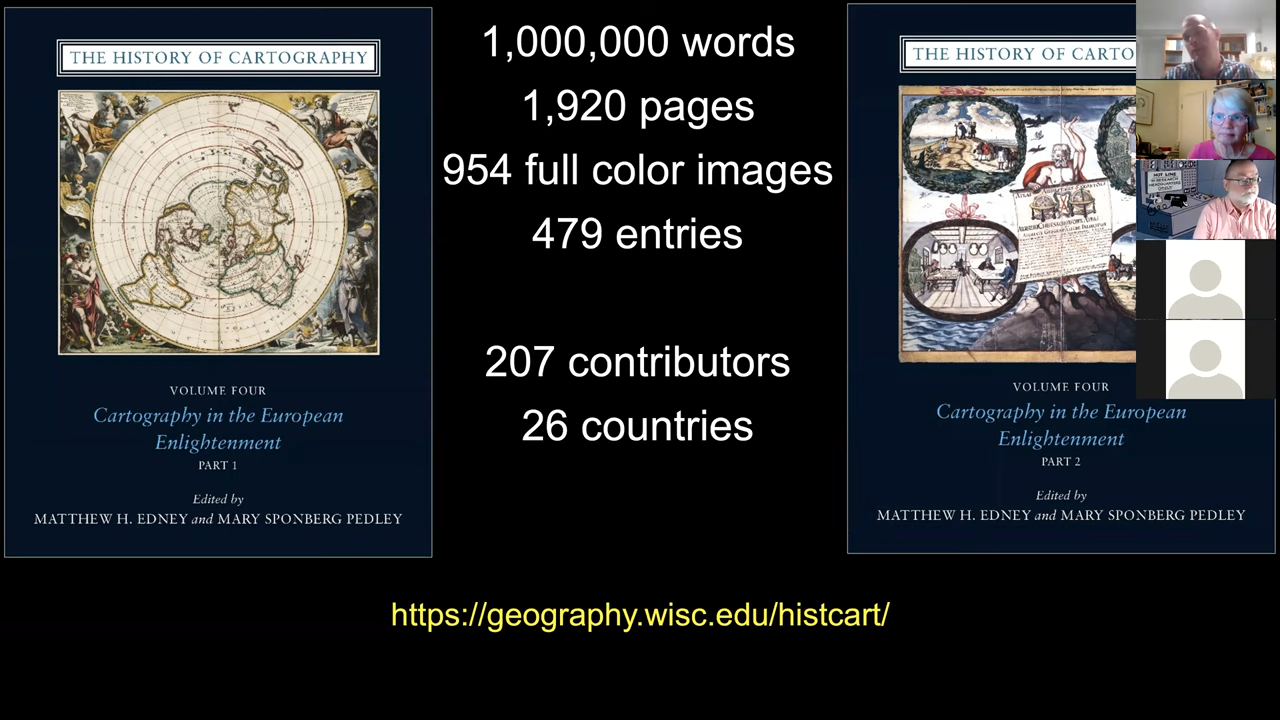 THE HISTORY OF CARTOGRAPHY
VOLUME FOUR
Cartography in the European
Enlightenment
PART 1
Edited by
MATTHEW H. EDNEY and MARY SPONBERG PEDLEY
1,000,000 words
1,920 pages
954 full color images
479 entries
207 contributors
26 countries
THE HISTORY OF CARTO
VOLUME FOUR
Cartography in the European
Enlightenment
PART 2
Edited by
MATTHEW H. EDNEY and MARY SPONBERG PEDLEY
HOT LINE
https://geography.wisc.edu/histcart/